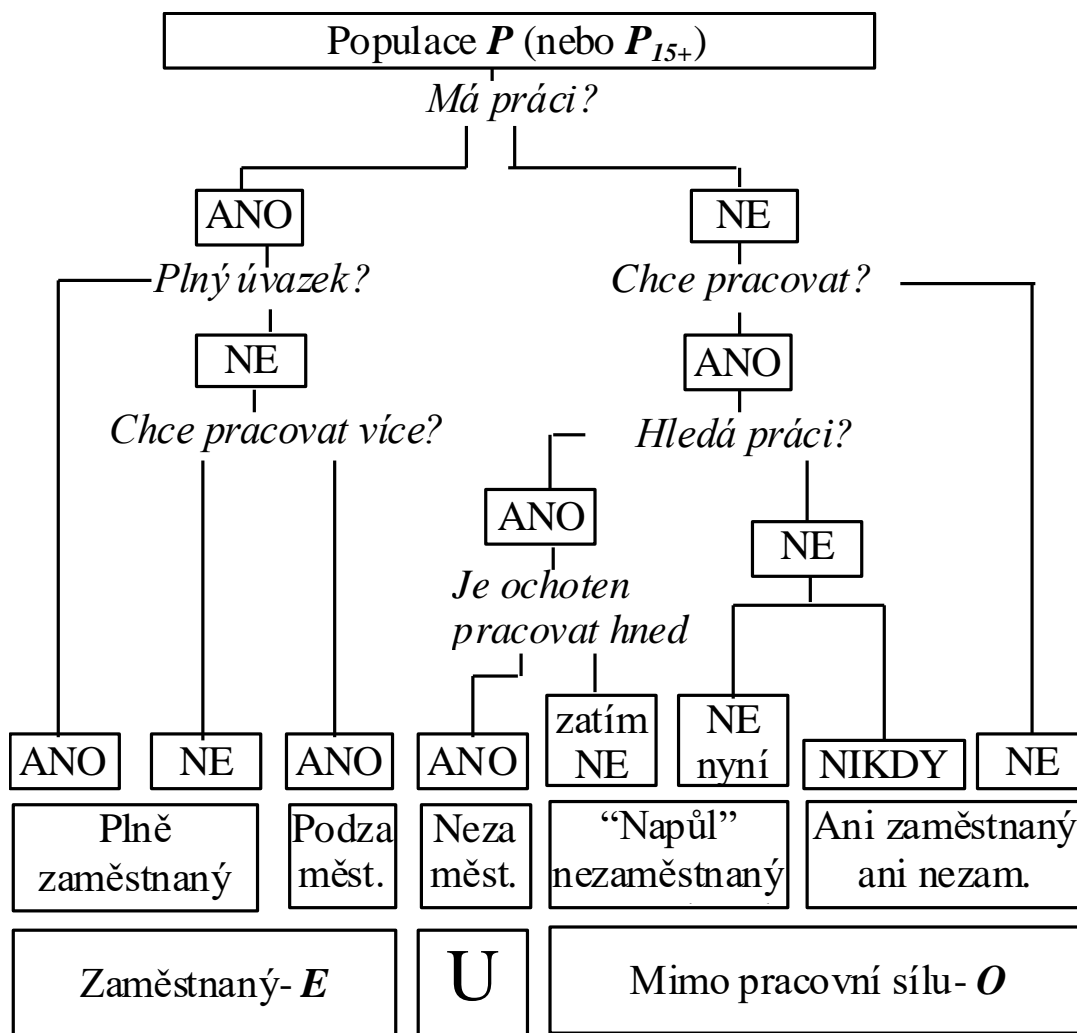 Populace P (nebo P15+)
Má práci?
ANO
NE
Plný úvazek?
Chce pracovat?
NE
ANO
Chce pracovat více?
Hledá práci?
ANO
NE
Je ochoten
pracovat hned
ANO
NE
ANO
ANO
zatím
NE
NE
nyní
NIKDY
NE
Plně
zaměstnaný
Podza
měst.
Neza
měst.
“Napůl”
nezaměstnaný
Ani zaměstnaný
ani nezam.
Zaměstnaný- E
U
Mimo pracovní sílu- O